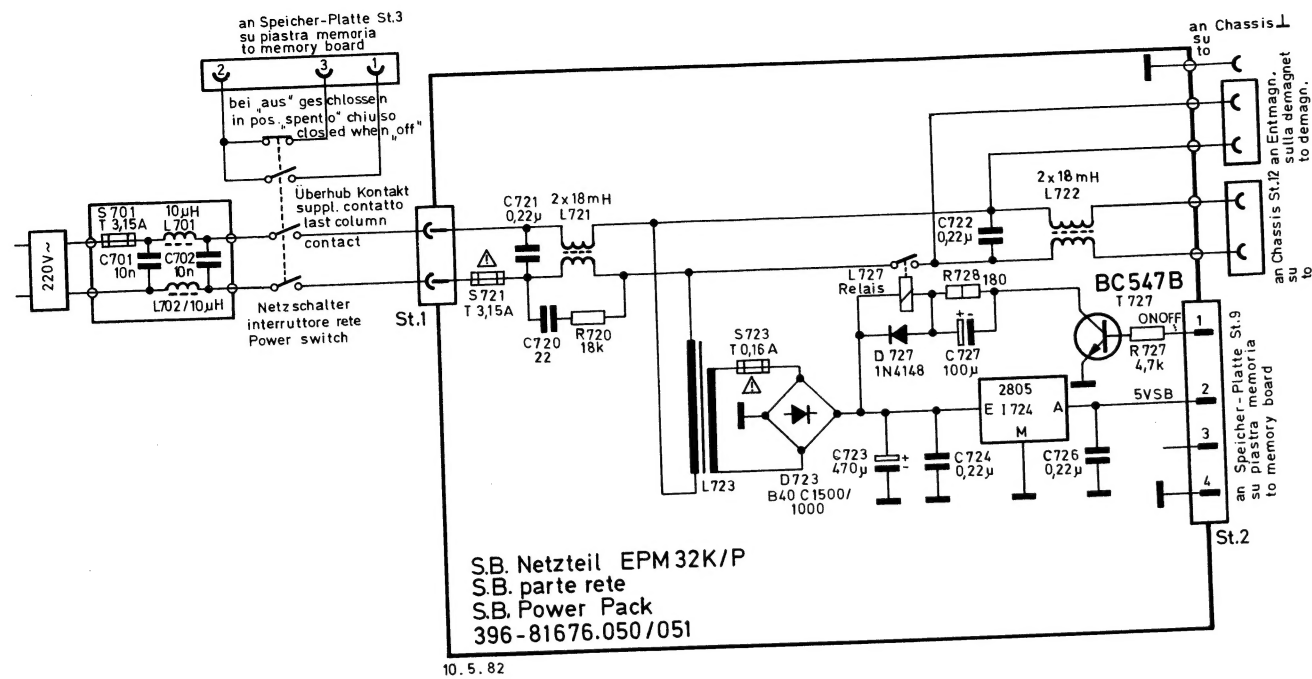 an Speicher-Platte St.3
su piastra memoria
to memory board
2 3 1
bei „aus" geschlossen
in pos. „spento" chiuso
closed when „off"
Überhub Kontakt
suppl. contatto
last column
contact
220V~
S 701
T 3,15A
10µH
L701
C701
10n
C702
10n
L702/10µH
Netzschalter
interruttore rete
Power switch
St.1
C721
0,22µ
2x18mH
L721
S721
T 3,15A
C720
22
R720
18k
S723
T 0,16A
L723
D723
B40 C1500/
1000
L727
Relais
R728
180
D 727
1N4148
C727
100µ
+ -
C722
0,22µ
2x18mH
L722
BC547B
T 727
ONOFF
R727
4,7k
2805
E I724 A
M
5VSB
C723
470µ
+
-
C724
0,22µ
C726
0,22µ
1
2
3
4
St.2
an Chassis ⊥
su
to
an Entmagn.
sulla demagnet
to demagn.
an Chassis St.12
su
to
an Speicher-Platte St.9
su piastra memoria
to memory board
S.B. Netzteil EPM 32K/P
S.B. parte rete
S.B. Power Pack
396-81676.050/051
10.5.82